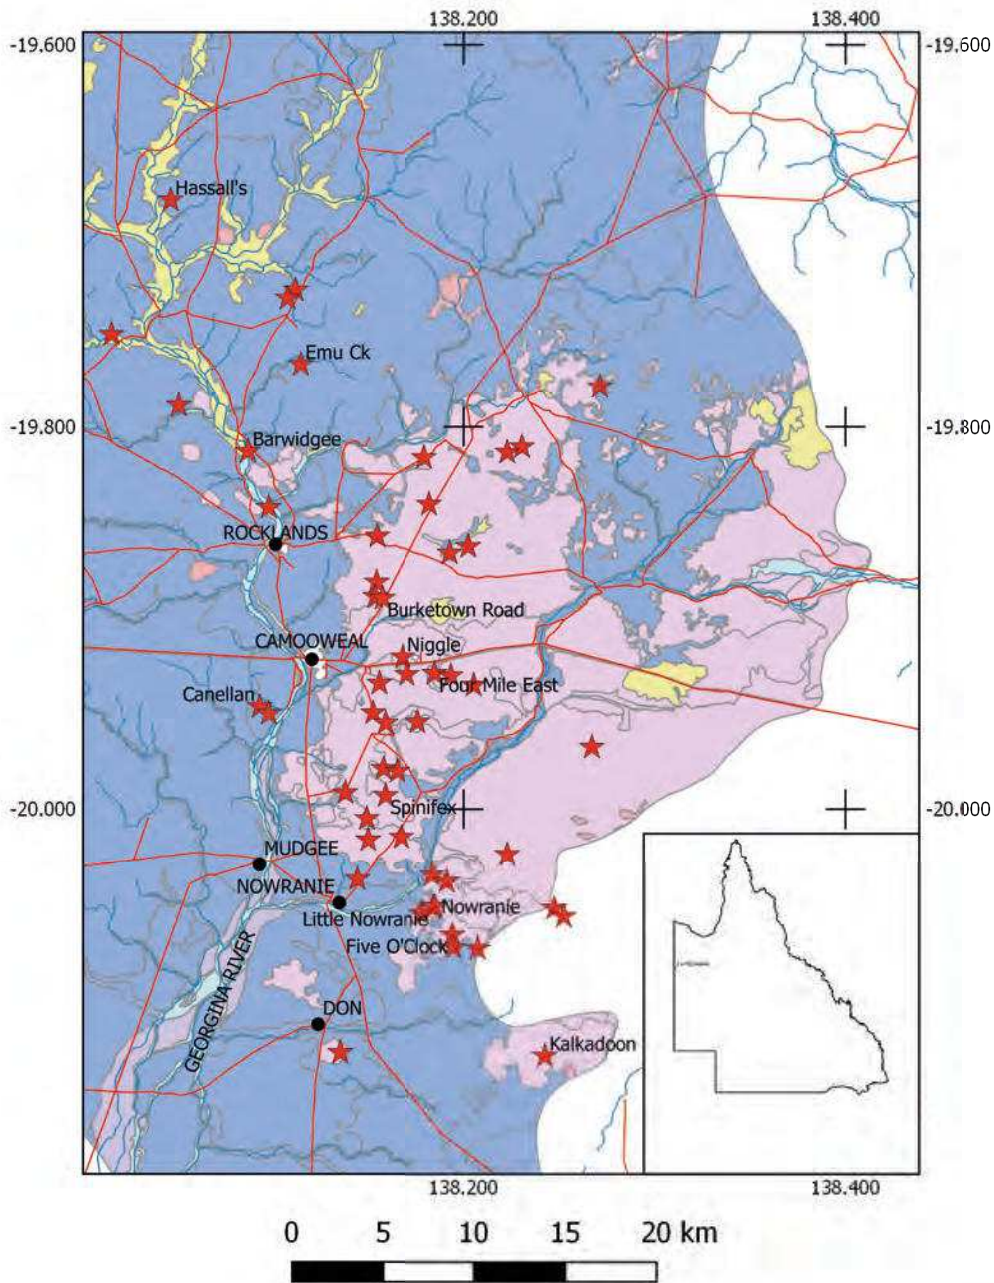 138.200
138.400
-19.600
-19.600
Hassall's
Emu Ck
-19.800
-19.800
Barwidgee
ROCKLANDS
Burketown Road
CAMOOWEAL
Niggle
Four Mile East
Canellan
-20.000
-20.000
Spinifex
MUDGEE
NOWRANIE
Nowranie
Little Nowranie
Five O'Clock
GEORGINA RIVER
DON
Kalkadoon
138.200
138.400
0
5
10
15
20 km